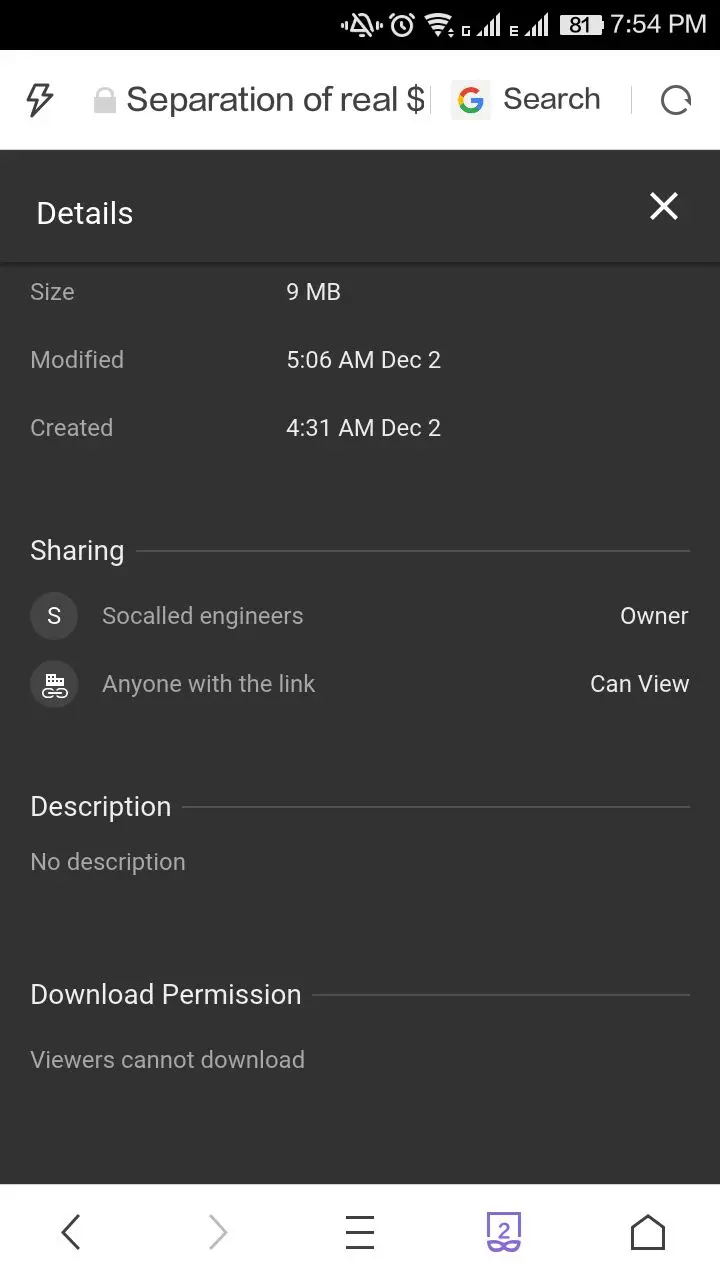 81 7:54 PM
Separation of real $ G Search
Details
Size 9 MB
Modified 5:06 AM Dec 2
Created 4:31 AM Dec 2
Sharing
S Socalled engineers Owner
Anyone with the link Can View
Description
No description
Download Permission
Viewers cannot download
2